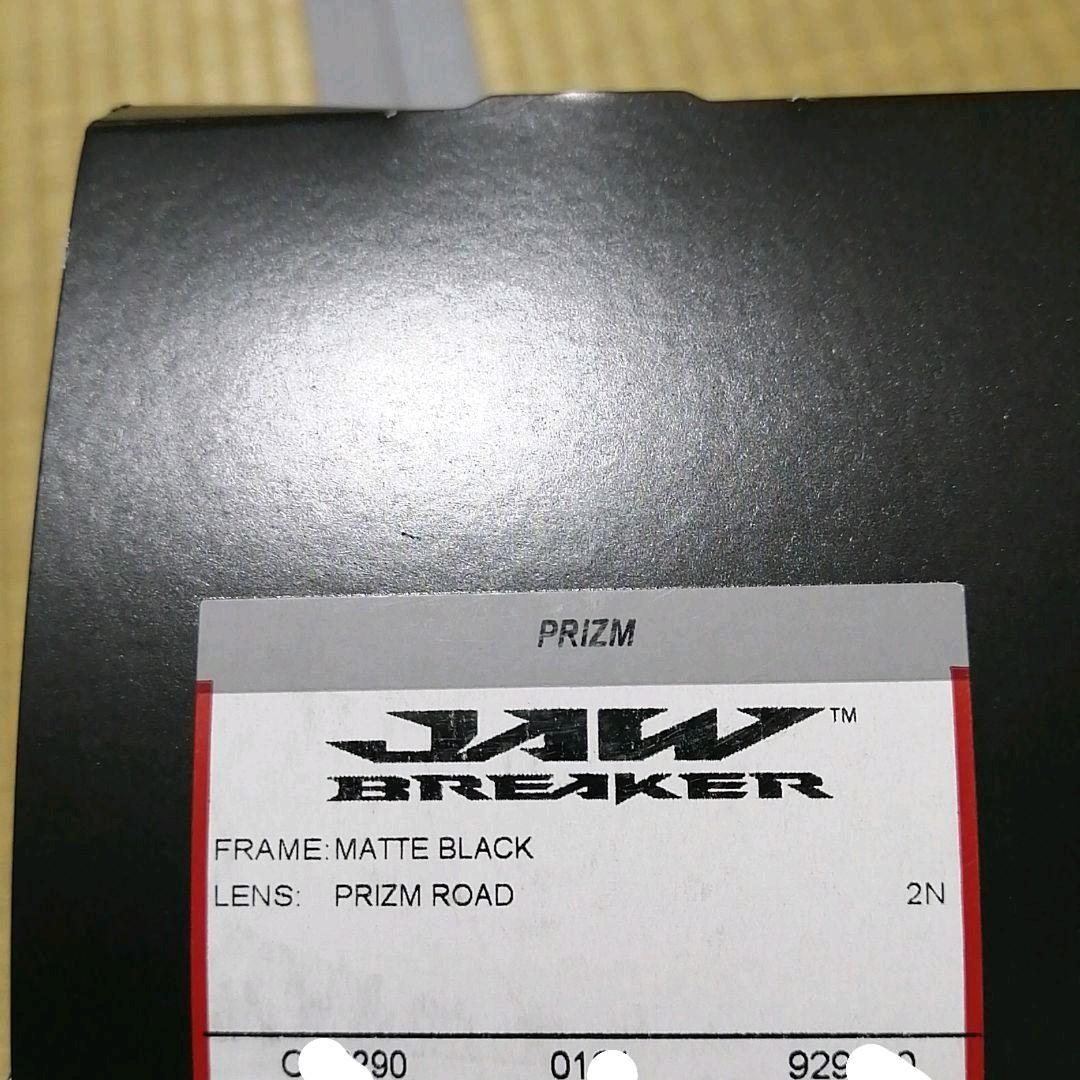 PRIZM
JAW™
BREAKER
FRAME: MATTE BLACK
LENS: PRIZM ROAD 2N